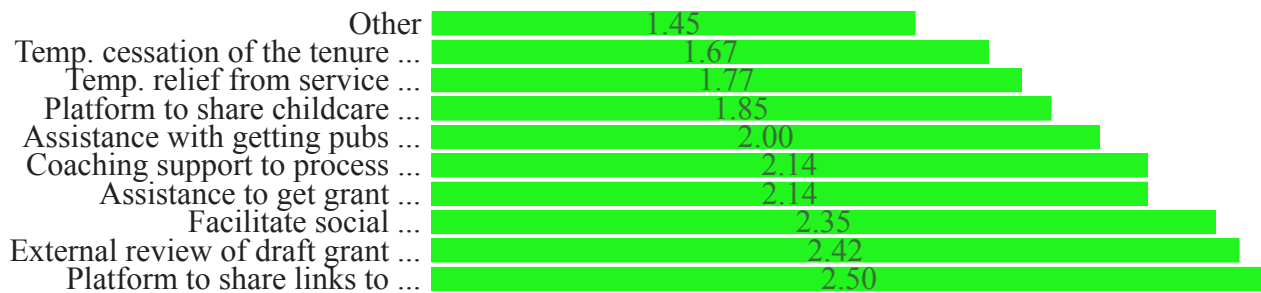 Other 1.45
Temp. cessation of the tenure ... 1.67
Temp. relief from service ... 1.77
Platform to share childcare ... 1.85
Assistance with getting pubs ... 2.00
Coaching support to process ... 2.14
Assistance to get grant ... 2.14
Facilitate social ... 2.35
External review of draft grant ... 2.42
Platform to share links to ... 2.50